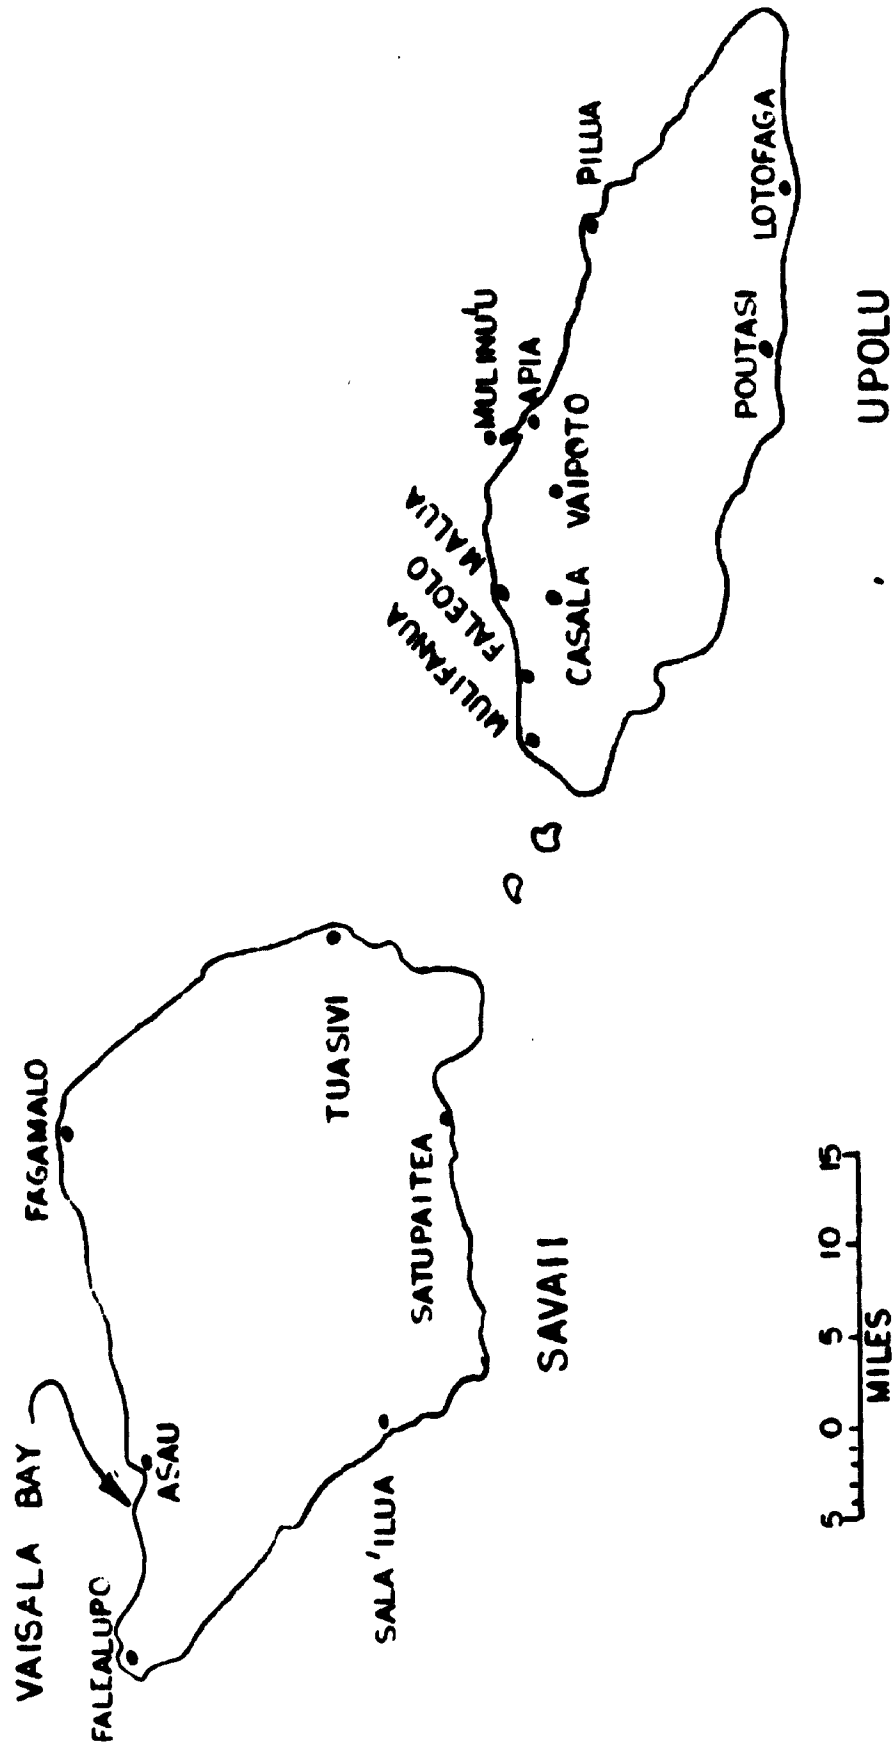 VAISALA BAY
FALEALUPO
ASAU
FAGAMALO
SALA'ILUA
SATUPAITEA
TUASIVI
SAVAII
MULIFANUA
FALEOLO
MALUA
MULINU'U
APIA
CASALA
VAIPOTO
PILUA
POUTASI
LOTOFAGA
UPOLU
5 0 5 10 15
MILES